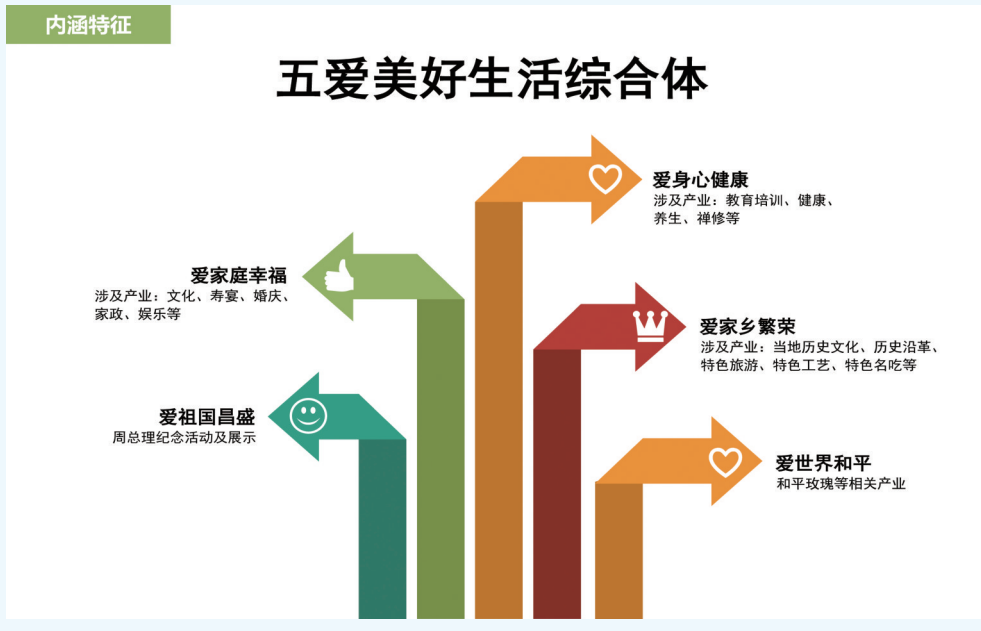 内涵特征
五爱美好生活综合体
爱身心健康
涉及产业：教育培训、健康、
养生、禅修等
爱家庭幸福
涉及产业：文化、寿宴、婚庆、
家政、娱乐等
爱家乡繁荣
涉及产业：当地历史文化、历史沿革、
特色旅游、特色工艺、特色名吃等
爱祖国昌盛
周总理纪念活动及展示
爱世界和平
和平玫瑰等相关产业